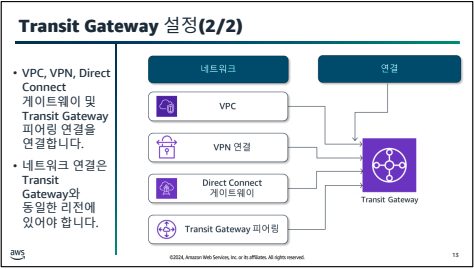 Transit Gateway 설정(2/2)
• VPC, VPN, Direct
Connect
게이트웨이 및
Transit Gateway
피어링 연결을
연결합니다.
• 네트워크 연결은
Transit
Gateway와
동일한 리전에
있어야 합니다.
네트워크
연결
VPC
VPN 연결
Direct Connect
게이트웨이
Transit Gateway 피어링
Transit Gateway
aws
©2024, Amazon Web Services, Inc. or its affiliates. All rights reserved.
13